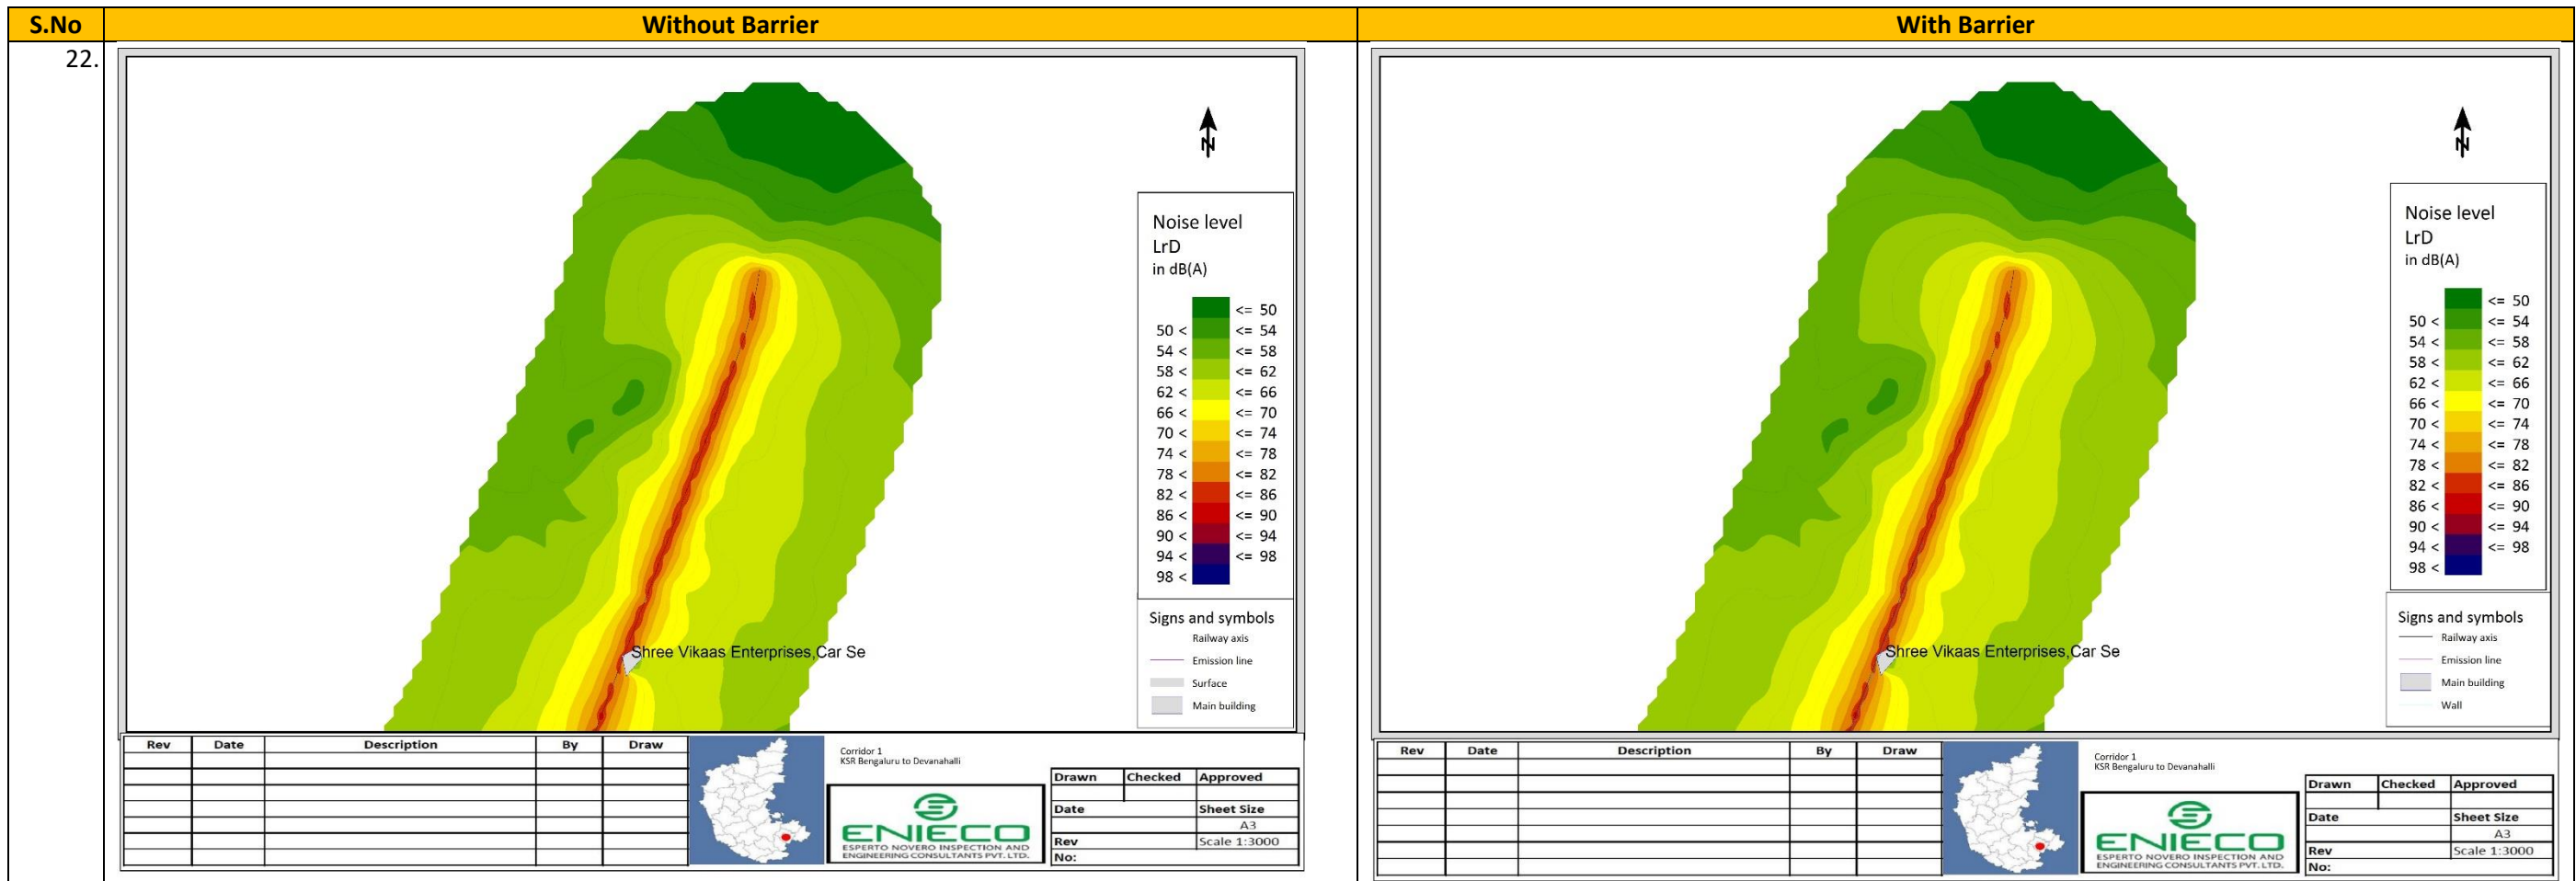 S.No Without Barrier With Barrier
22.
N
Noise level
LrD
in dB(A)
<= 50
50 < <= 54
54 < <= 58
58 < <= 62
62 < <= 66
66 < <= 70
70 < <= 74
74 < <= 78
78 < <= 82
82 < <= 86
86 < <= 90
90 < <= 94
94 < <= 98
98 <
Signs and symbols
Railway axis
Emission line
Surface
Main building
Shree Vikaas Enterprises,Car Se
Rev Date Description By Draw
Corridor 1
KSR Bengaluru to Devanahalli
ENIECO
ESPERTO NOVERO INSPECTION AND
ENGINEERING CONSULTANTS PVT. LTD.
Drawn Checked Approved
Date Sheet Size
A3
Rev Scale 1:3000
No:
N
Noise level
LrD
in dB(A)
<= 50
50 < <= 54
54 < <= 58
58 < <= 62
62 < <= 66
66 < <= 70
70 < <= 74
74 < <= 78
78 < <= 82
82 < <= 86
86 < <= 90
90 < <= 94
94 < <= 98
98 <
Signs and symbols
Railway axis
Emission line
Main building
Wall
Shree Vikaas Enterprises,Car Se
Rev Date Description By Draw
Corridor 1
KSR Bengaluru to Devanahalli
ENIECO
ESPERTO NOVERO INSPECTION AND
ENGINEERING CONSULTANTS PVT. LTD.
Drawn Checked Approved
Date Sheet Size
A3
Rev Scale 1:3000
No: